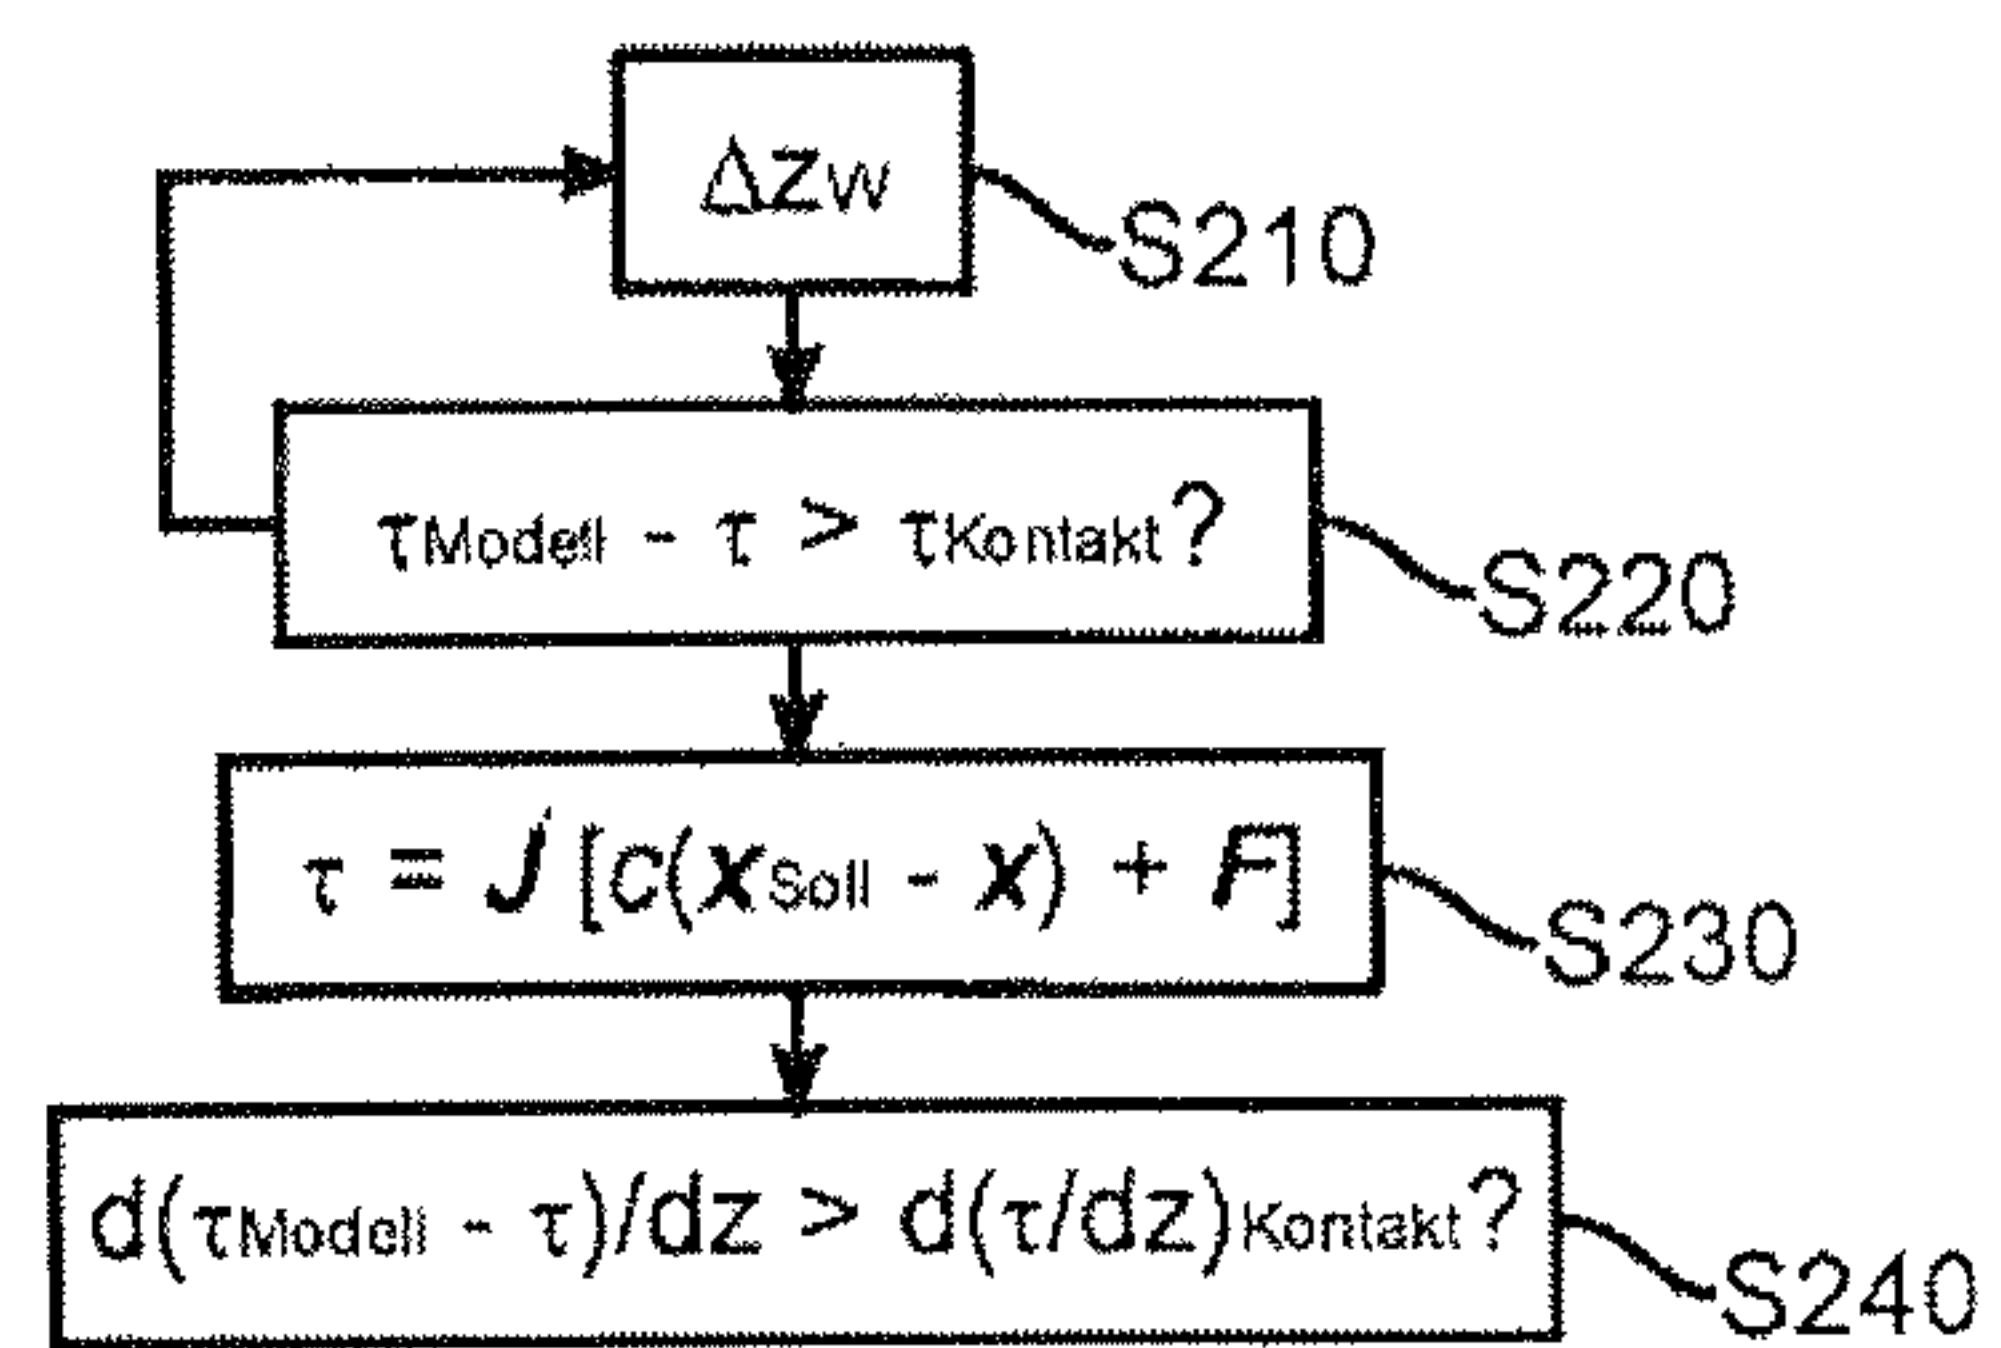 ΔzW
S210
τModell - τ > τKontakt?
S220
τ = J [c(xSoll - x) + F]
S230
d(τModell - τ)/dz > d(τ/dz)Kontakt?
S240